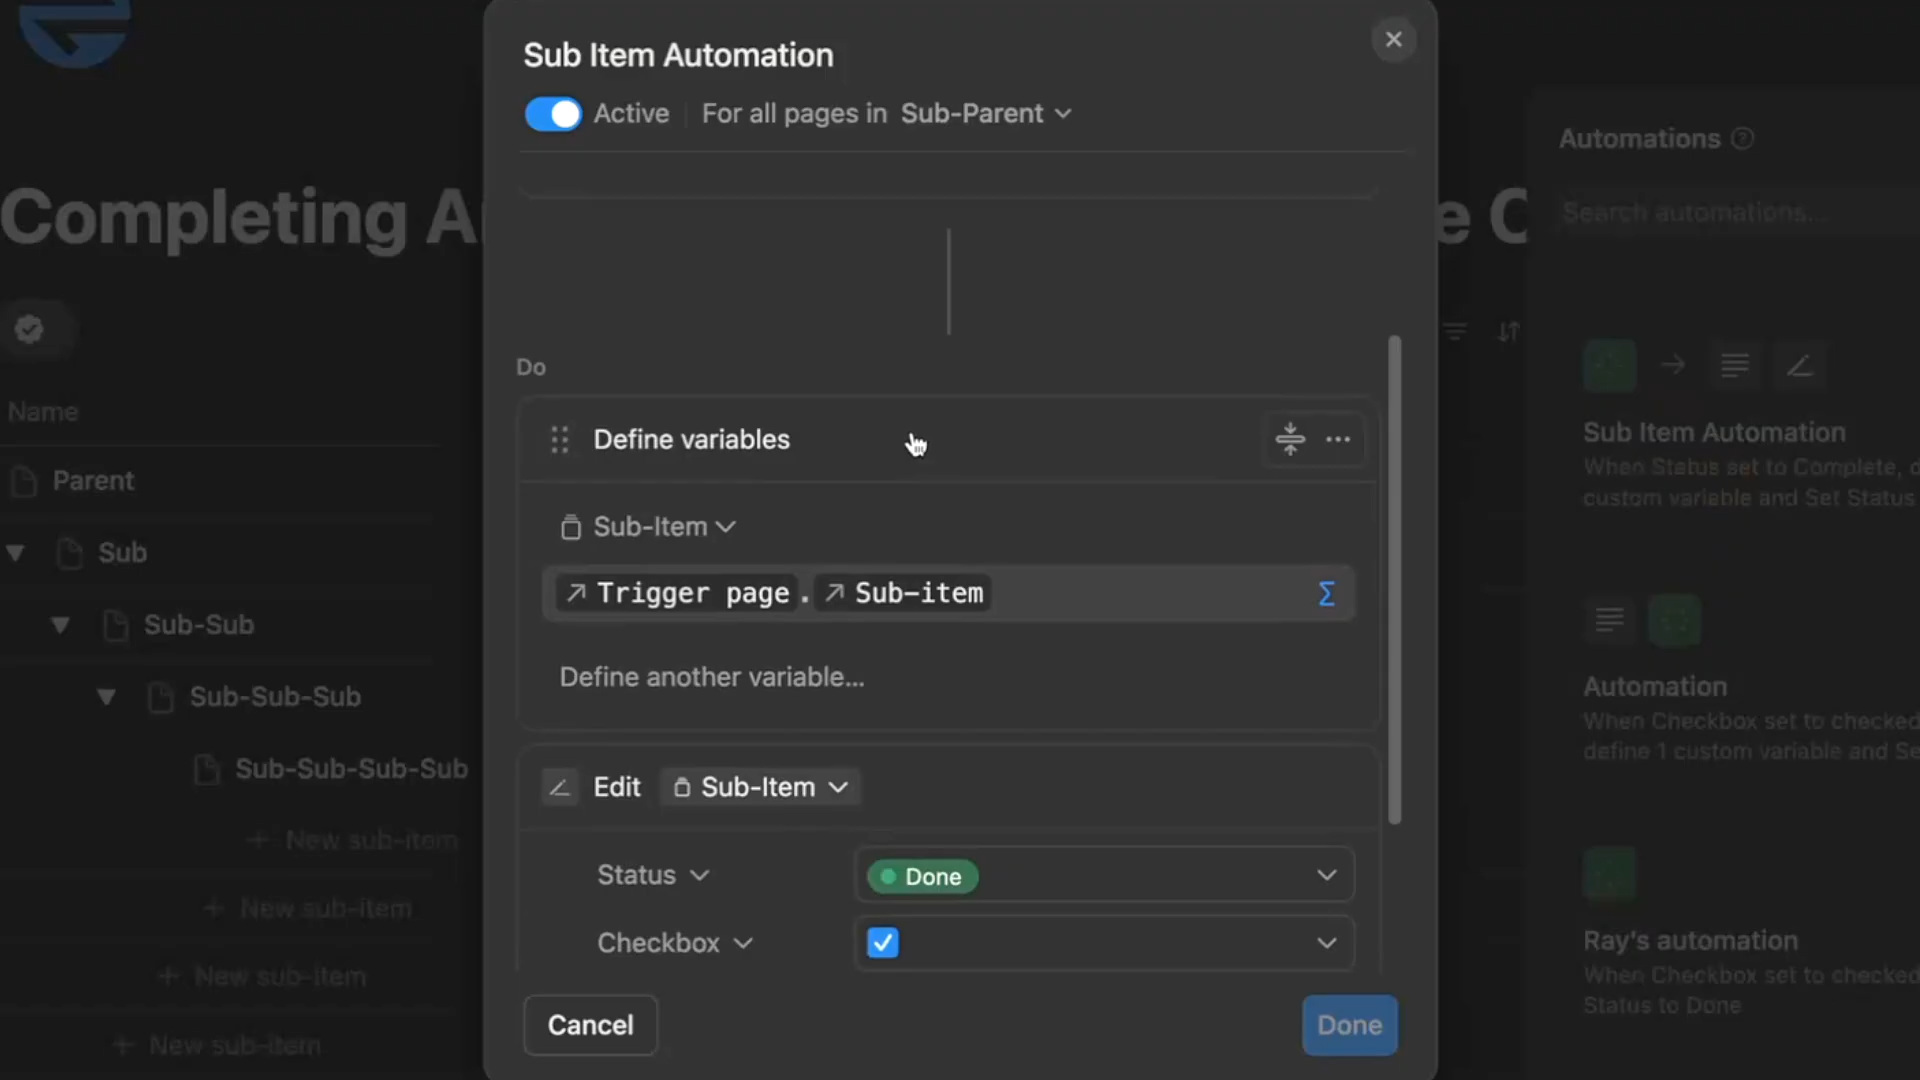 Sub Item Automation
Active
For all pages in Sub-Parent
Automations
Search automations...
Completing A
e C
Do
Name
Define variables
Sub Item Automation
When Status set to Complete, d
custom variable and Set Status
Parent
Sub-Item
Sub
Trigger page . Sub-item
Σ
Sub-Sub
Define another variable...
Sub-Sub-Sub
Automation
When Checkbox set to checked
define 1 custom variable and Se
Sub-Sub-Sub-Sub
Edit Sub-Item
+ New sub-item
Status
Done
+ New sub-item
Checkbox
Ray's automation
When Checkbox set to checked
Status to Done
+ New sub-item
Cancel
Done
+ New sub-item